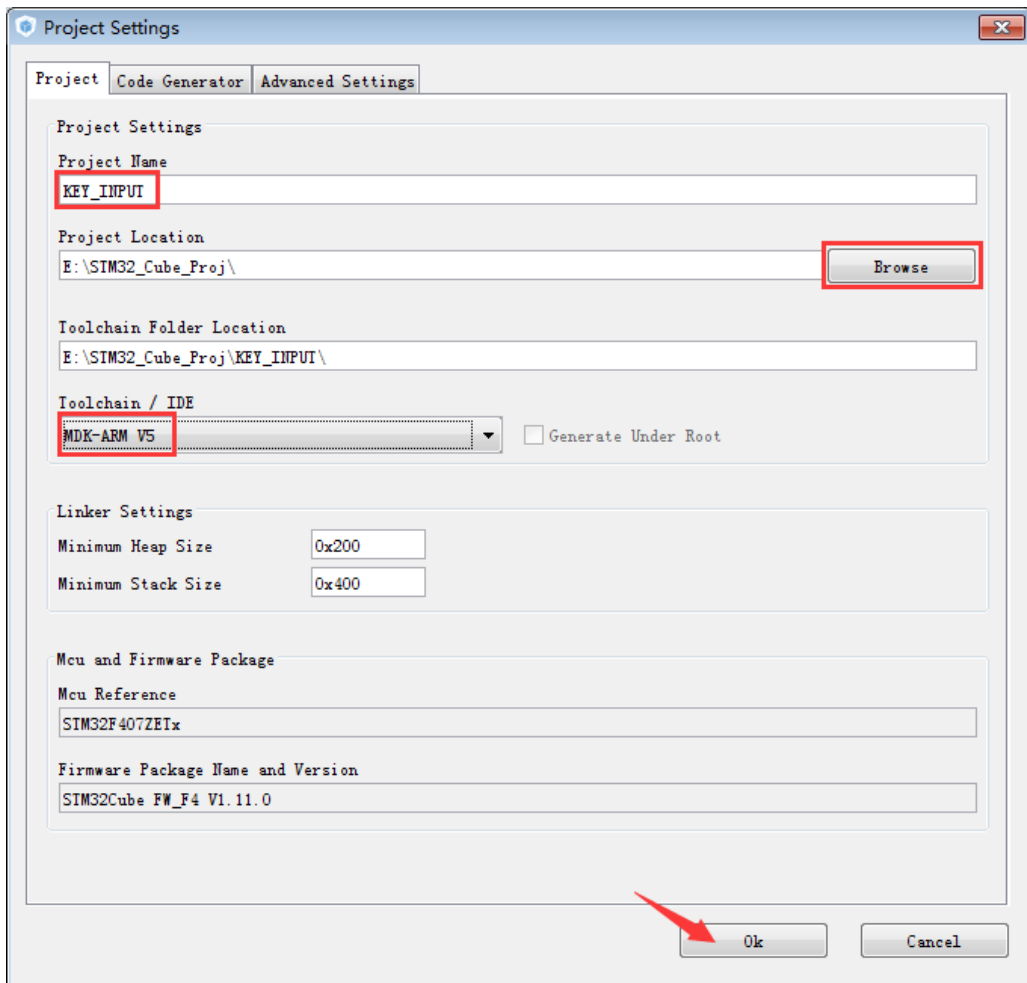 Project Settings
Project
Code Generator
Advanced Settings
Project Settings
Project Name
KEY_INPUT
Project Location
E:\STM32_Cube_Proj\
Browse
Toolchain Folder Location
E:\STM32_Cube_Proj\KEY_INPUT\
Toolchain / IDE
MDK-ARM V5
Generate Under Root
Linker Settings
Minimum Heap Size
0x200
Minimum Stack Size
0x400
Mcu and Firmware Package
Mcu Reference
STM32F407ZETx
Firmware Package Name and Version
STM32Cube FW_F4 V1.11.0
Ok
Cancel